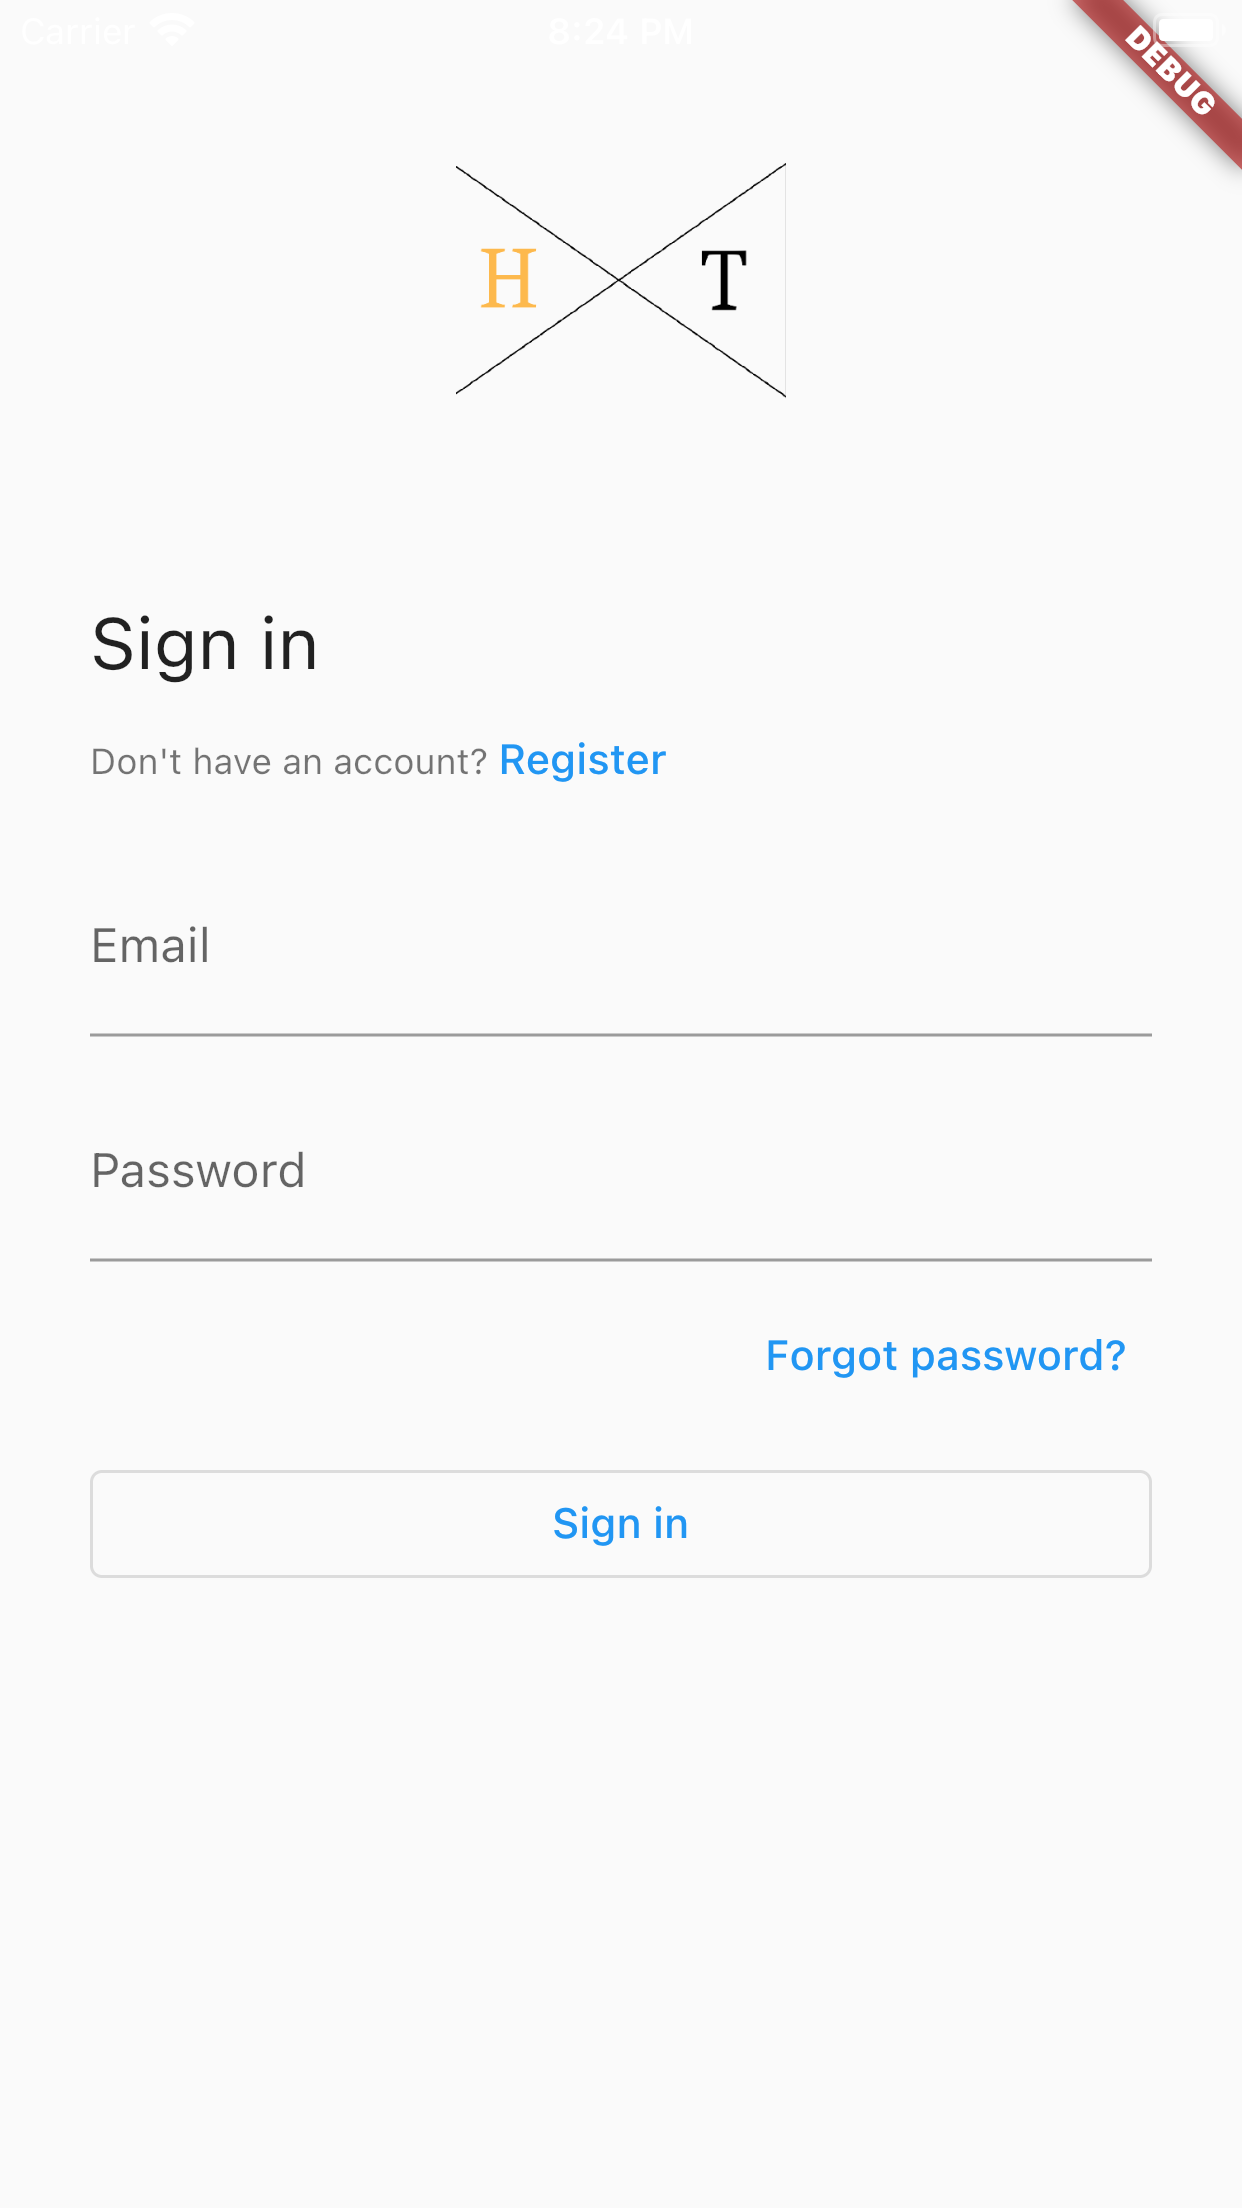 Carrier 8:24 PM
DEBUG
H T
Sign in
Don't have an account? Register
Email
Password
Forgot password?
Sign in